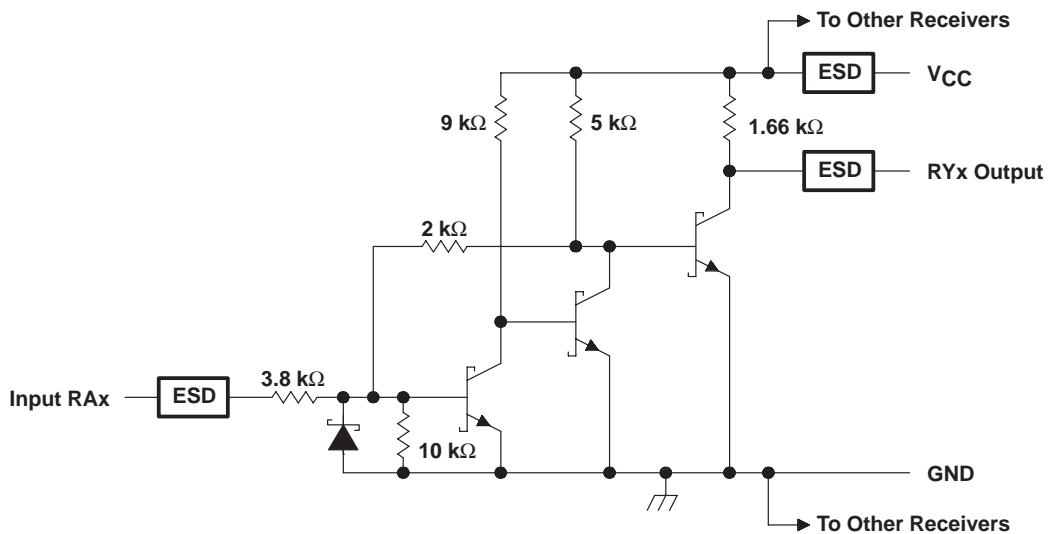 To Other Receivers
ESD
VCC
9 kΩ
5 kΩ
1.66 kΩ
ESD
RYx Output
2 kΩ
Input RAx
ESD
3.8 kΩ
10 kΩ
GND
To Other Receivers